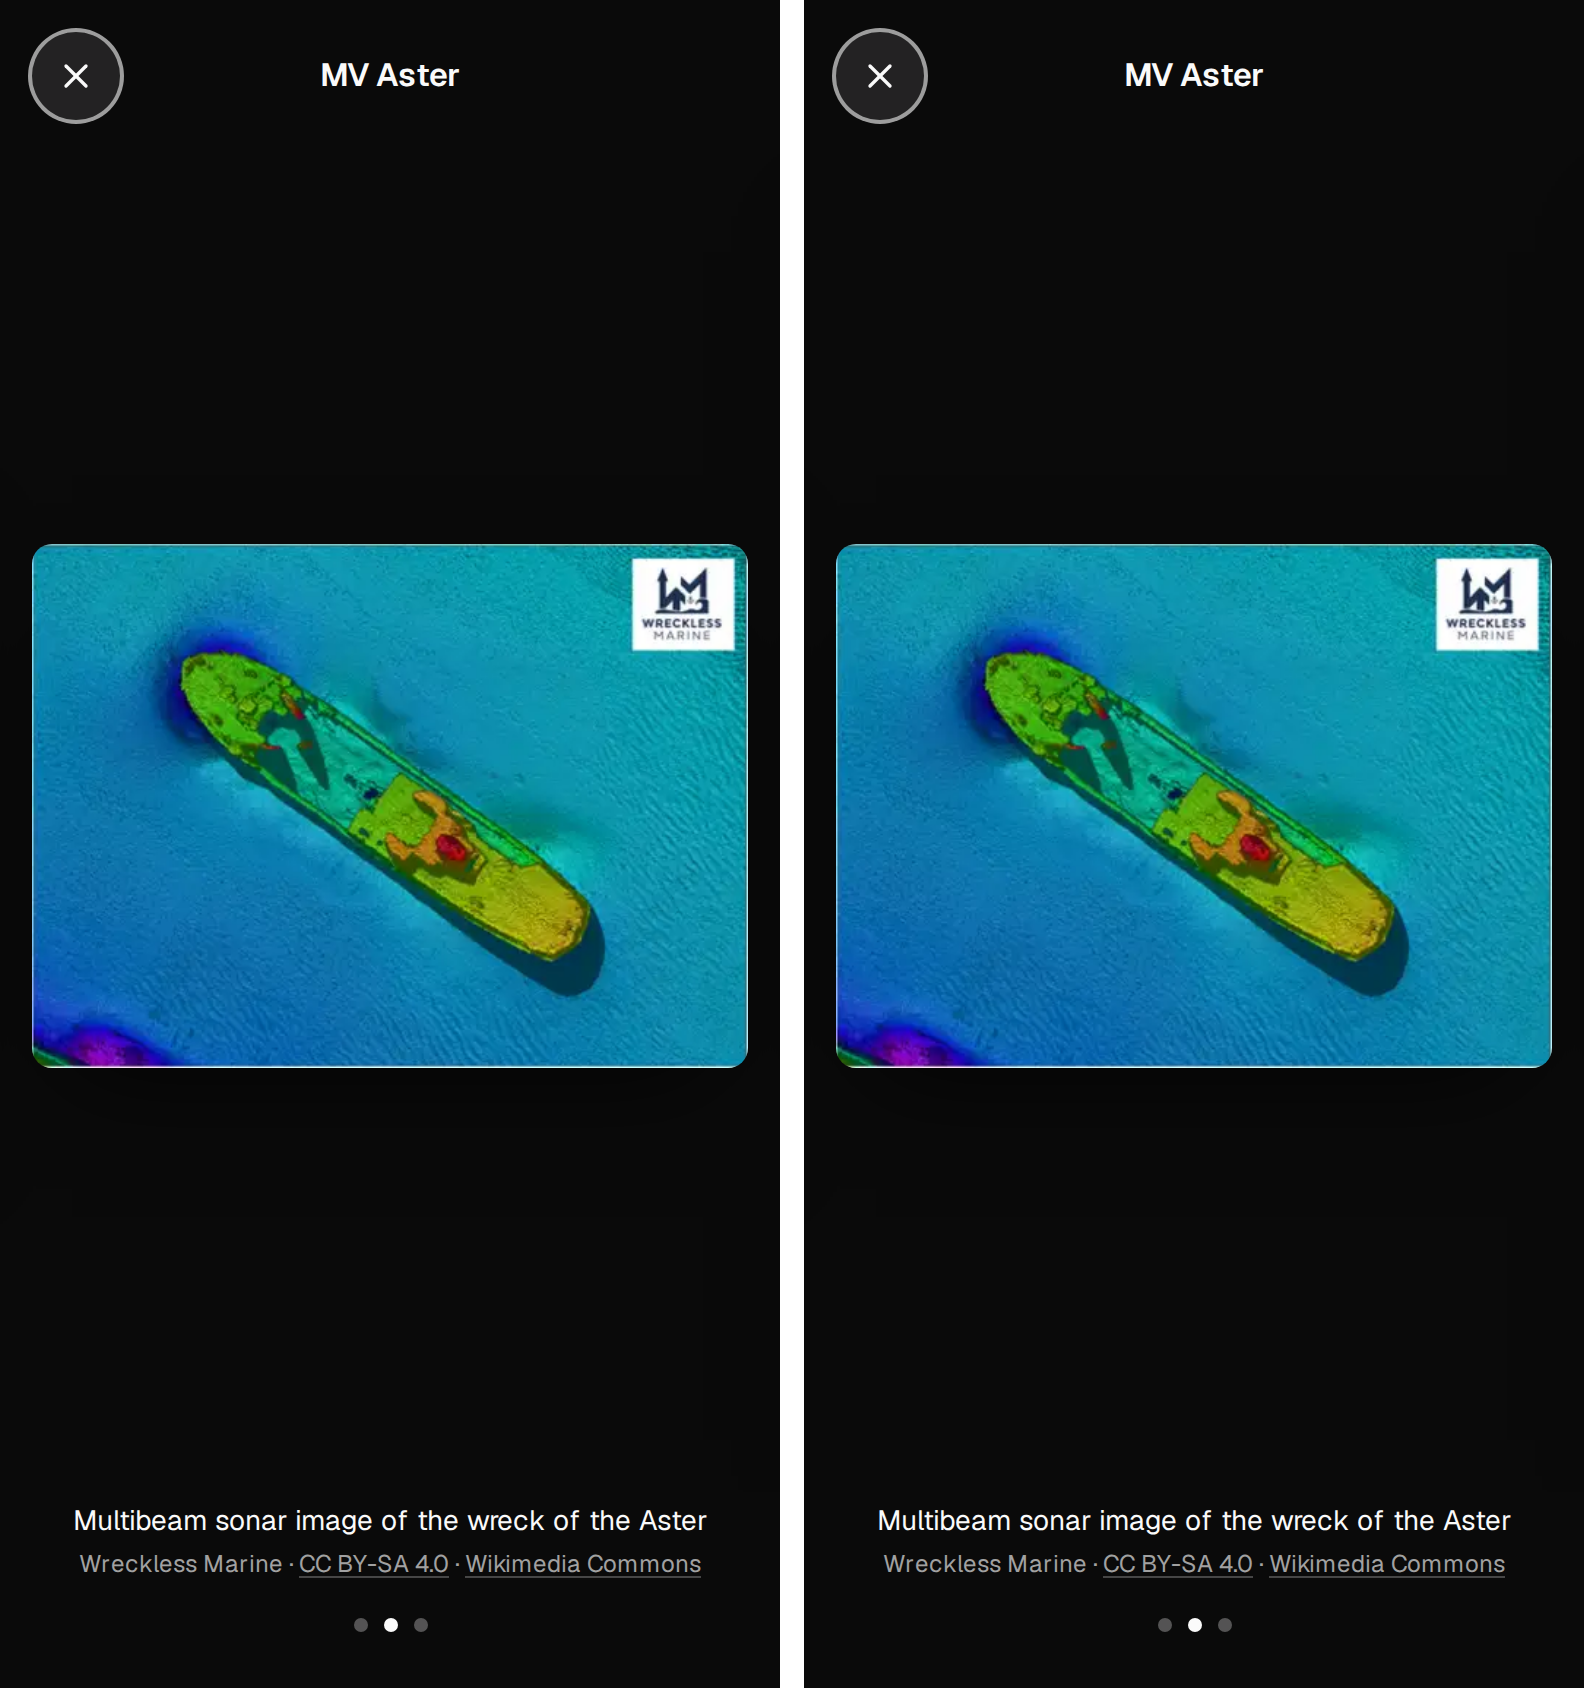 MV Aster
WRECKLESS
MARINE
Multibeam sonar image of the wreck of the Aster
Wreckless Marine · CC BY-SA 4.0 · Wikimedia Commons
MV Aster
WRECKLESS
MARINE
Multibeam sonar image of the wreck of the Aster
Wreckless Marine · CC BY-SA 4.0 · Wikimedia Commons